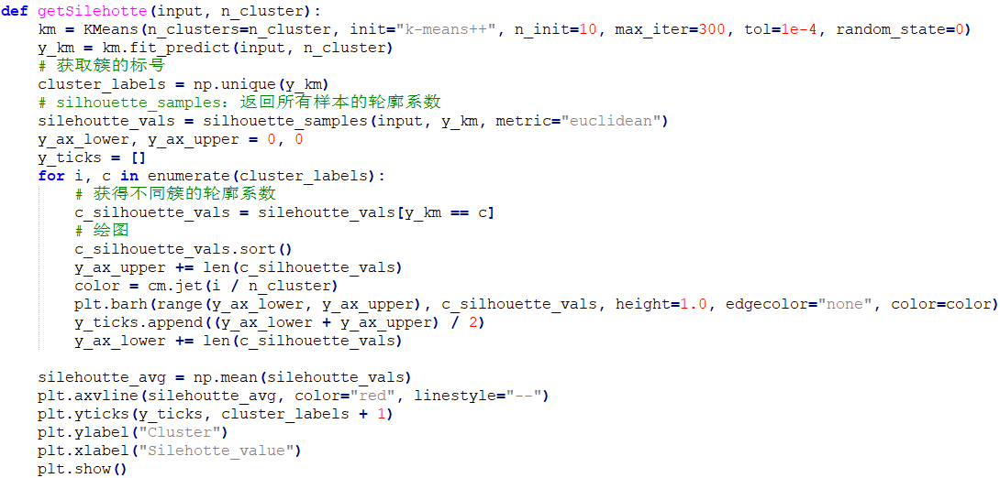 def getSilehotte(input, n_cluster):
    km = KMeans(n_clusters=n_cluster, init="k-means++", n_init=10, max_iter=300, tol=1e-4, random_state=0)
    y_km = km.fit_predict(input, n_cluster)
    # 获取簇的标号
    cluster_labels = np.unique(y_km)
    # silhouette_samples：返回所有样本的轮廓系数
    silehoutte_vals = silhouette_samples(input, y_km, metric="euclidean")
    y_ax_lower, y_ax_upper = 0, 0
    y_ticks = []
    for i, c in enumerate(cluster_labels):
        # 获得不同簇的轮廓系数
        c_silhouette_vals = silehoutte_vals[y_km == c]
        # 绘图
        c_silhouette_vals.sort()
        y_ax_upper += len(c_silhouette_vals)
        color = cm.jet(i / n_cluster)
        plt.barh(range(y_ax_lower, y_ax_upper), c_silhouette_vals, height=1.0, edgecolor="none", color=color)
        y_ticks.append((y_ax_lower + y_ax_upper) / 2)
        y_ax_lower += len(c_silhouette_vals)
    silehoutte_avg = np.mean(silehoutte_vals)
    plt.axvline(silehoutte_avg, color="red", linestyle="--")
    plt.yticks(y_ticks, cluster_labels + 1)
    plt.ylabel("Cluster")
    plt.xlabel("Silehotte_value")
    plt.show()